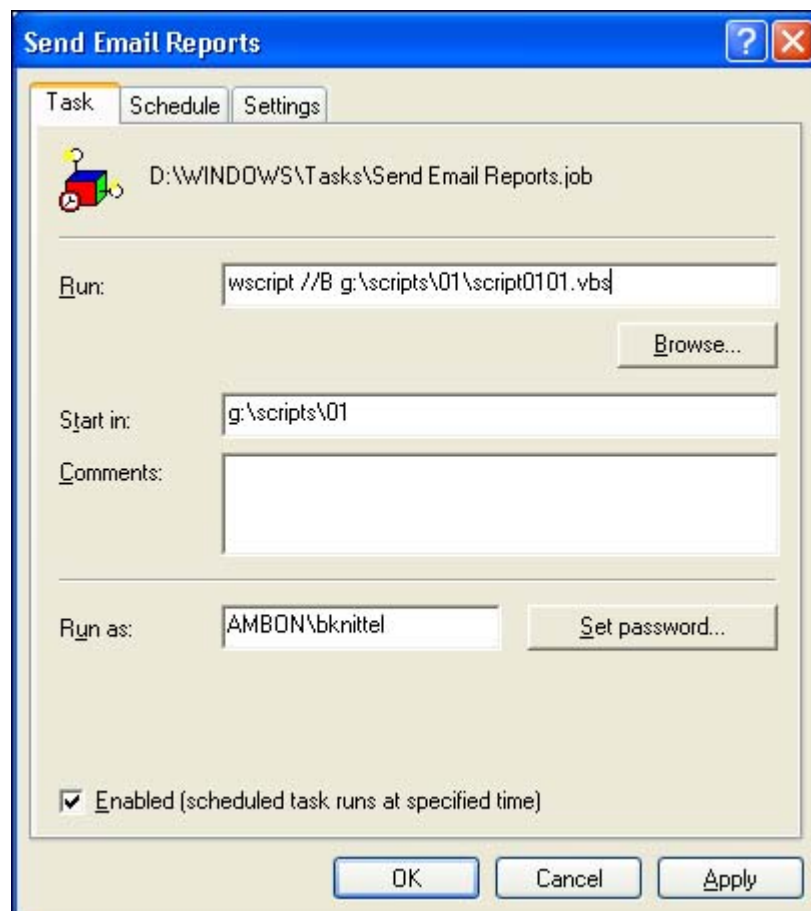 Send Email Reports
Task Schedule Settings
D:\WINDOWS\Tasks\Send Email Reports.job
Run: wscript //B g:\scripts\01\script0101.vbs
Browse...
Start in: g:\scripts\01
Comments:
Run as: AMBON\bknittel Set password...
Enabled (scheduled task runs at specified time)
OK Cancel Apply